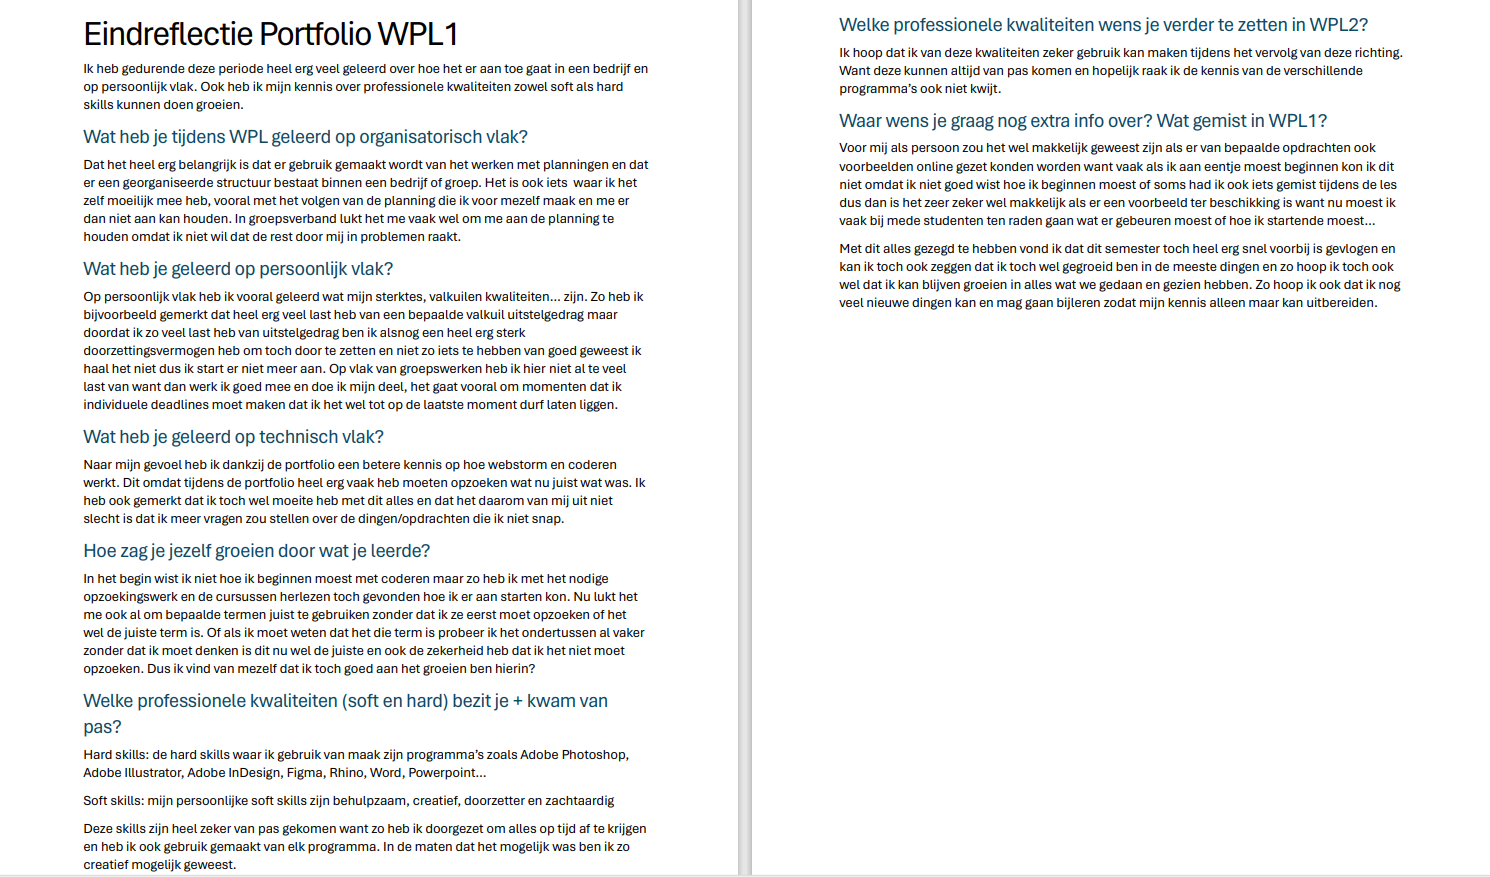 Eindreflectie Portfolio WPL1
Ik heb gedurende deze periode heel erg veel geleerd over hoe het er aan toe gaat in een bedrijf en
op persoonlijk vlak. Ook heb ik mijn kennis over professionele kwaliteiten zowel soft als hard
skills kunnen doen groeien.
Wat heb je tijdens WPL geleerd op organisatorisch vlak?
Dat het heel erg belangrijk is dat er gebruik gemaakt wordt van het werken met planningen en dat
er een georganiseerde structuur bestaat binnen een bedrijf of groep. Het is ook iets  waar ik het
zelf moeilijk mee heb, vooral met het volgen van de planning die ik voor mezelf maak en me er
dan niet aan kan houden. In groepsverband lukt het me vaak wel om me aan de planning te
houden omdat ik niet wil dat de rest door mij in problemen raakt.
Wat heb je geleerd op persoonlijk vlak?
Op persoonlijk vlak heb ik vooral geleerd wat mijn sterktes, valkuilen kwaliteiten... zijn. Zo heb ik
bijvoorbeeld gemerkt dat heel erg veel last heb van een bepaalde valkuil uitstelgedrag maar
doordat ik zo veel last heb van uitstelgedrag ben ik alsnog een heel erg sterk
doorzettingsvermogen heb om toch door te zetten en niet zo iets te hebben van goed geweest ik
haal het niet dus ik start er niet meer aan. Op vlak van groepswerken heb ik hier niet al te veel
last van want dan werk ik goed mee en doe ik mijn deel, het gaat vooral om momenten dat ik
individuele deadlines moet maken dat ik het wel tot op de laatste moment durf laten liggen.
Wat heb je geleerd op technisch vlak?
Naar mijn gevoel heb ik dankzij de portfolio een betere kennis op hoe webstorm en coderen
werkt. Dit omdat tijdens de portfolio heel erg vaak heb moeten opzoeken wat nu juist wat was. Ik
heb ook gemerkt dat ik toch wel moeite heb met dit alles en dat het daarom van mij uit niet
slecht is dat ik meer vragen zou stellen over de dingen/opdrachten die ik niet snap.
Hoe zag je jezelf groeien door wat je leerde?
In het begin wist ik niet hoe ik beginnen moest met coderen maar zo heb ik met het nodige
opzoekingswerk en de cursussen herlezen toch gevonden hoe ik er aan starten kon. Nu lukt het
me ook al om bepaalde termen juist te gebruiken zonder dat ik ze eerst moet opzoeken of het
wel de juiste term is. Of als ik moet weten dat het die term is probeer ik het ondertussen al vaker
zonder dat ik moet denken is dit nu wel de juiste en ook de zekerheid heb dat ik het niet moet
opzoeken. Dus ik vind van mezelf dat ik toch goed aan het groeien ben hierin?
Welke professionele kwaliteiten (soft en hard) bezit je + kwam van
pas?
Hard skills: de hard skills waar ik gebruik van maak zijn programma's zoals Adobe Photoshop,
Adobe Illustrator, Adobe InDesign, Figma, Rhino, Word, Powerpoint...
Soft skills: mijn persoonlijke soft skills zijn behulpzaam, creatief, doorzetter en zachtaardig
Deze skills zijn heel zeker van pas gekomen want zo heb ik doorgezet om alles op tijd af te krijgen
en heb ik ook gebruik gemaakt van elk programma. In de maten dat het mogelijk was ben ik zo
creatief mogelijk geweest.
Welke professionele kwaliteiten wens je verder te zetten in WPL2?
Ik hoop dat ik van deze kwaliteiten zeker gebruik kan maken tijdens het vervolg van deze richting.
Want deze kunnen altijd van pas komen en hopelijk raak ik de kennis van de verschillende
programma's ook niet kwijt.
Waar wens je graag nog extra info over? Wat gemist in WPL1?
Voor mij als persoon zou het wel makkelijk geweest zijn als er van bepaalde opdrachten ook
voorbeelden online gezet konden worden want vaak als ik aan eentje moest beginnen kon ik dit
niet omdat ik niet goed wist hoe ik beginnen moest of soms had ik ook iets gemist tijdens de les
dus dan is het zeer zeker wel makkelijk als er een voorbeeld ter beschikking is want nu moest ik
vaak bij mede studenten ten raden gaan wat er gebeuren moest of hoe ik startende moest...
Met dit alles gezegd te hebben vond ik dat dit semester toch heel erg snel voorbij is gevlogen en
kan ik toch ook zeggen dat ik toch wel gegroeid ben in de meeste dingen en zo hoop ik toch ook
wel dat ik kan blijven groeien in alles wat we gedaan en gezien hebben. Zo hoop ik ook dat ik nog
veel nieuwe dingen kan en mag gaan bijleren zodat mijn kennis alleen maar kan uitbereiden.